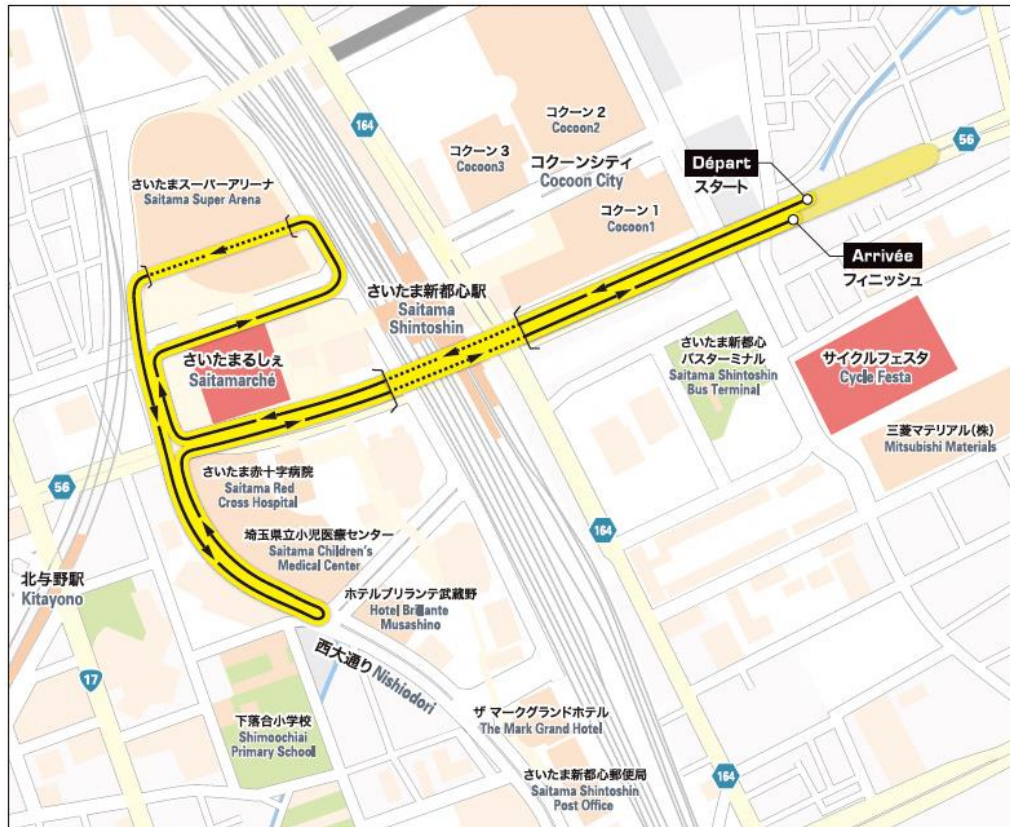 164
コクーン 2
Cocoon2
56
コクーン 3
Cocoon3
コクーンシティ
Cocoon City
Départ
スタート
さいたまスーパーアリーナ
Saitama Super Arena
コクーン 1
Cocoon1
Arrivée
フィニッシュ
さいたま新都心駅
Saitama
Shintoshin
さいたまるしぇ
Saitamarché
さいたま新都心
バスターミナル
Saitama Shintoshin
Bus Terminal
サイクルフェスタ
Cycle Festa
三菱マテリアル(株)
Mitsubishi Materials
56
さいたま赤十字病院
Saitama Red
Cross Hospital
164
埼玉県立小児医療センター
Saitama Children's
Medical Center
北与野駅
Kitayono
ホテルブリランテ武蔵野
Hotel Brillante
Musashino
17
西大通り Nishiodori
下落合小学校
Shimoochiai
Primary School
ザ マークグランドホテル
The Mark Grand Hotel
さいたま新都心郵便局
Saitama Shintoshin
Post Office
164